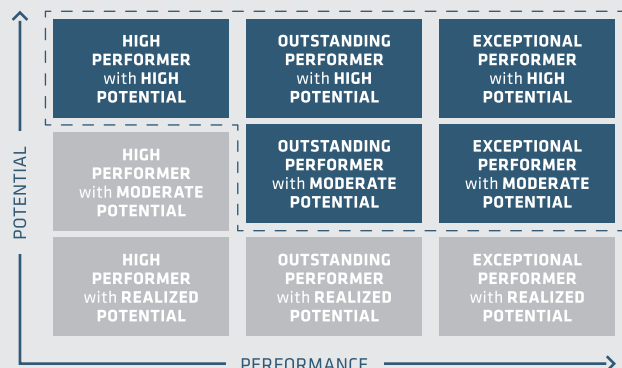 HIGH
PERFORMER
with HIGH
POTENTIAL
OUTSTANDING
PERFORMER
with HIGH
POTENTIAL
EXCEPTIONAL
PERFORMER
with HIGH
POTENTIAL
HIGH
PERFORMER
with MODERATE
POTENTIAL
OUTSTANDING
PERFORMER
with MODERATE
POTENTIAL
EXCEPTIONAL
PERFORMER
with MODERATE
POTENTIAL
HIGH
PERFORMER
with REALIZED
POTENTIAL
OUTSTANDING
PERFORMER
with REALIZED
POTENTIAL
EXCEPTIONAL
PERFORMER
with REALIZED
POTENTIAL
POTENTIAL
PERFORMANCE